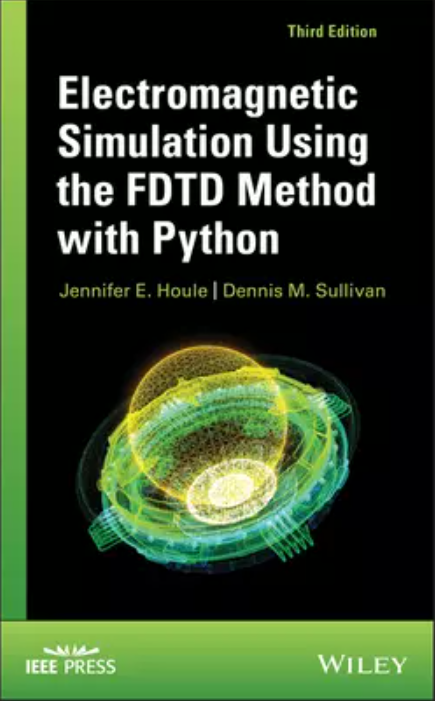 Third Edition
Electromagnetic
Simulation Using
the FDTD Method
with Python
Jennifer E. Houle | Dennis M. Sullivan
IEEE PRESS
WILEY